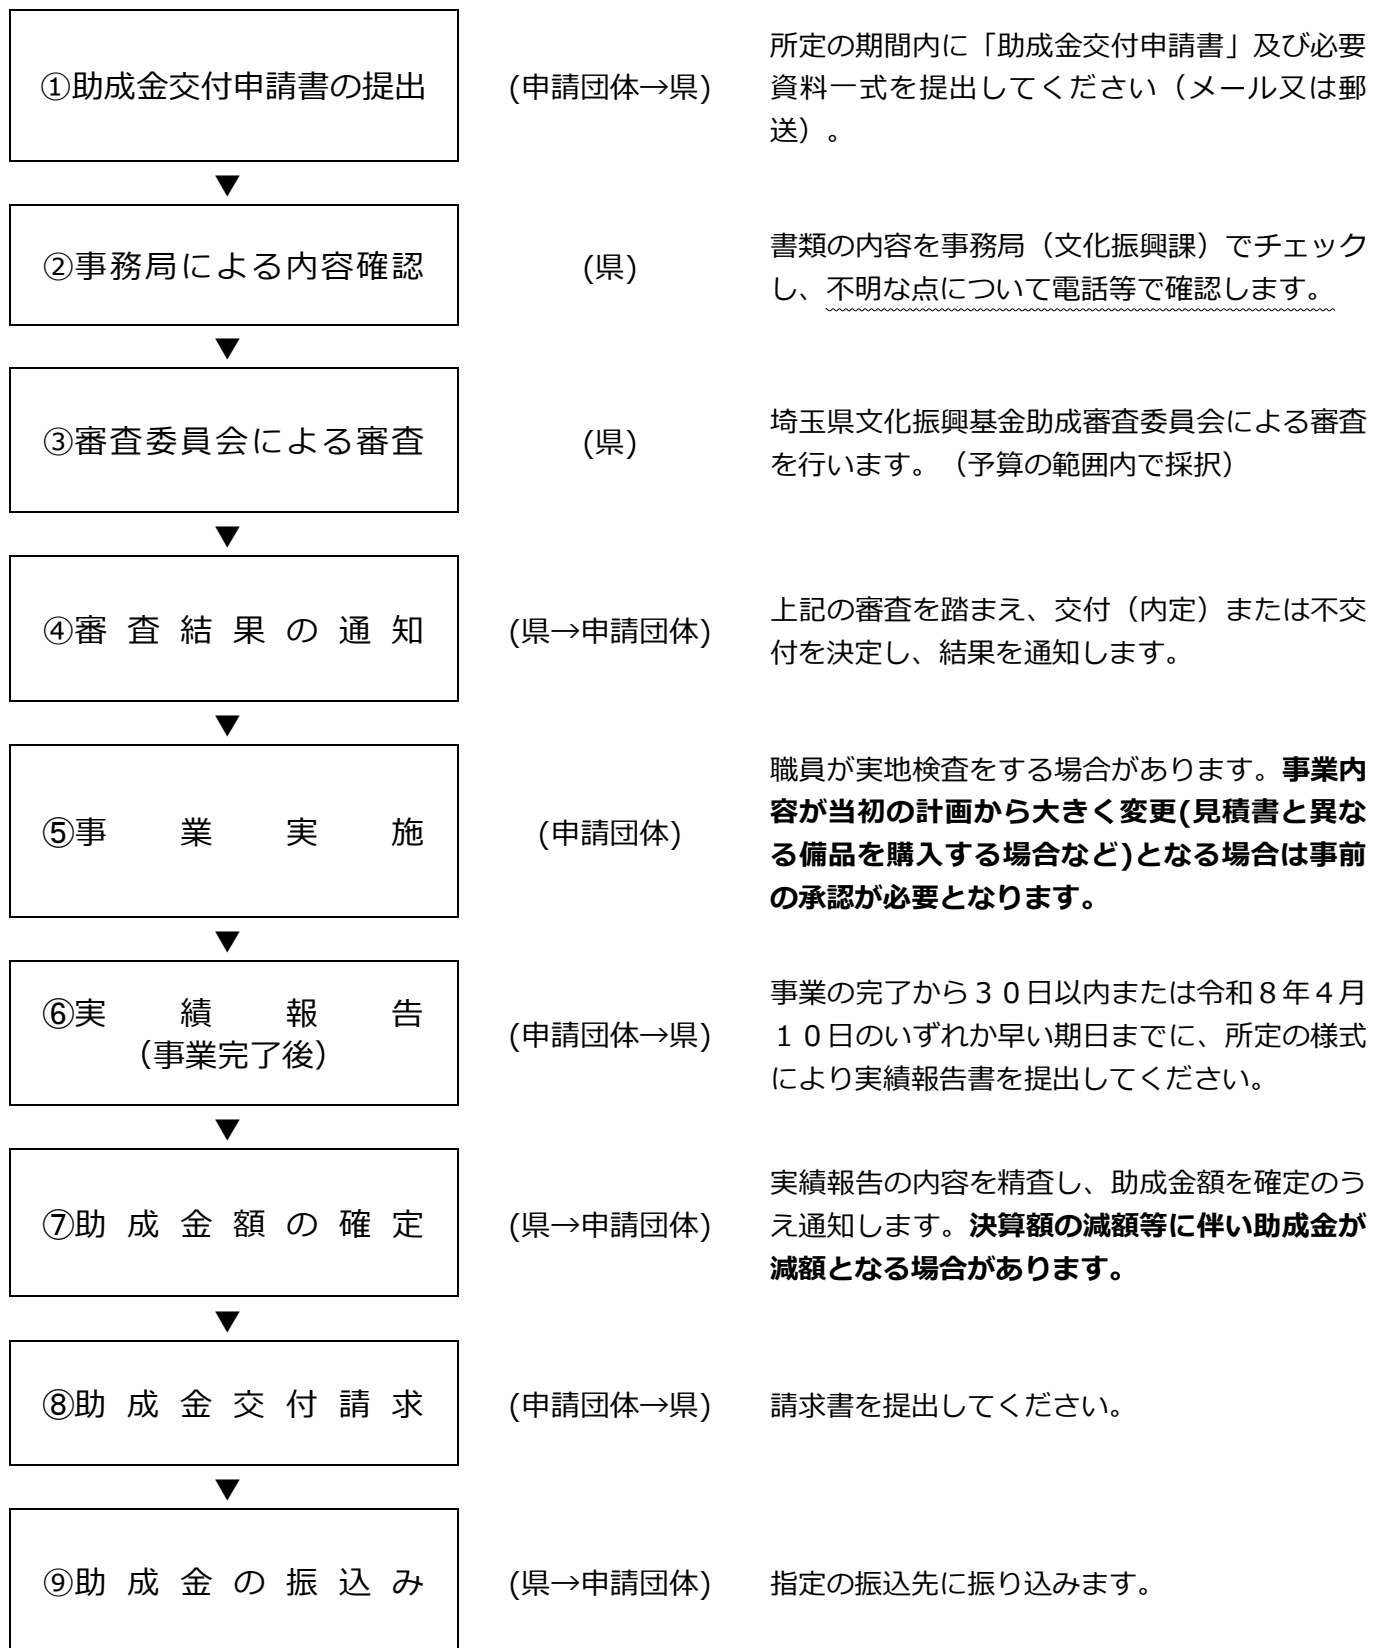 ①助成金交付申請書の提出
(申請団体→県)
所定の期間内に「助成金交付申請書」及び必要
資料一式を提出してください（メール又は郵
送）。
▼
②事務局による内容確認
(県)
書類の内容を事務局（文化振興課）でチェック
し、不明な点について電話等で確認します。
▼
③審査委員会による審査
(県)
埼玉県文化振興基金助成審査委員会による審査
を行います。（予算の範囲内で採択）
▼
④審査結果の通知
(県→申請団体)
上記の審査を踏まえ、交付（内定）または不交
付を決定し、結果を通知します。
▼
⑤事業実施
(申請団体)
職員が実地検査をする場合があります。事業内
容が当初の計画から大きく変更(見積書と異な
る備品を購入する場合など)となる場合は事前
の承認が必要となります。
▼
⑥実績報告
（事業完了後）
(申請団体→県)
事業の完了から３０日以内または令和８年４月
１０日のいずれか早い期日までに、所定の様式
により実績報告書を提出してください。
▼
⑦助成金額の確定
(県→申請団体)
実績報告の内容を精査し、助成金額を確定のう
え通知します。決算額の減額等に伴い助成金が
減額となる場合があります。
▼
⑧助成金交付請求
(申請団体→県)
請求書を提出してください。
▼
⑨助成金の振込み
(県→申請団体)
指定の振込先に振り込みます。